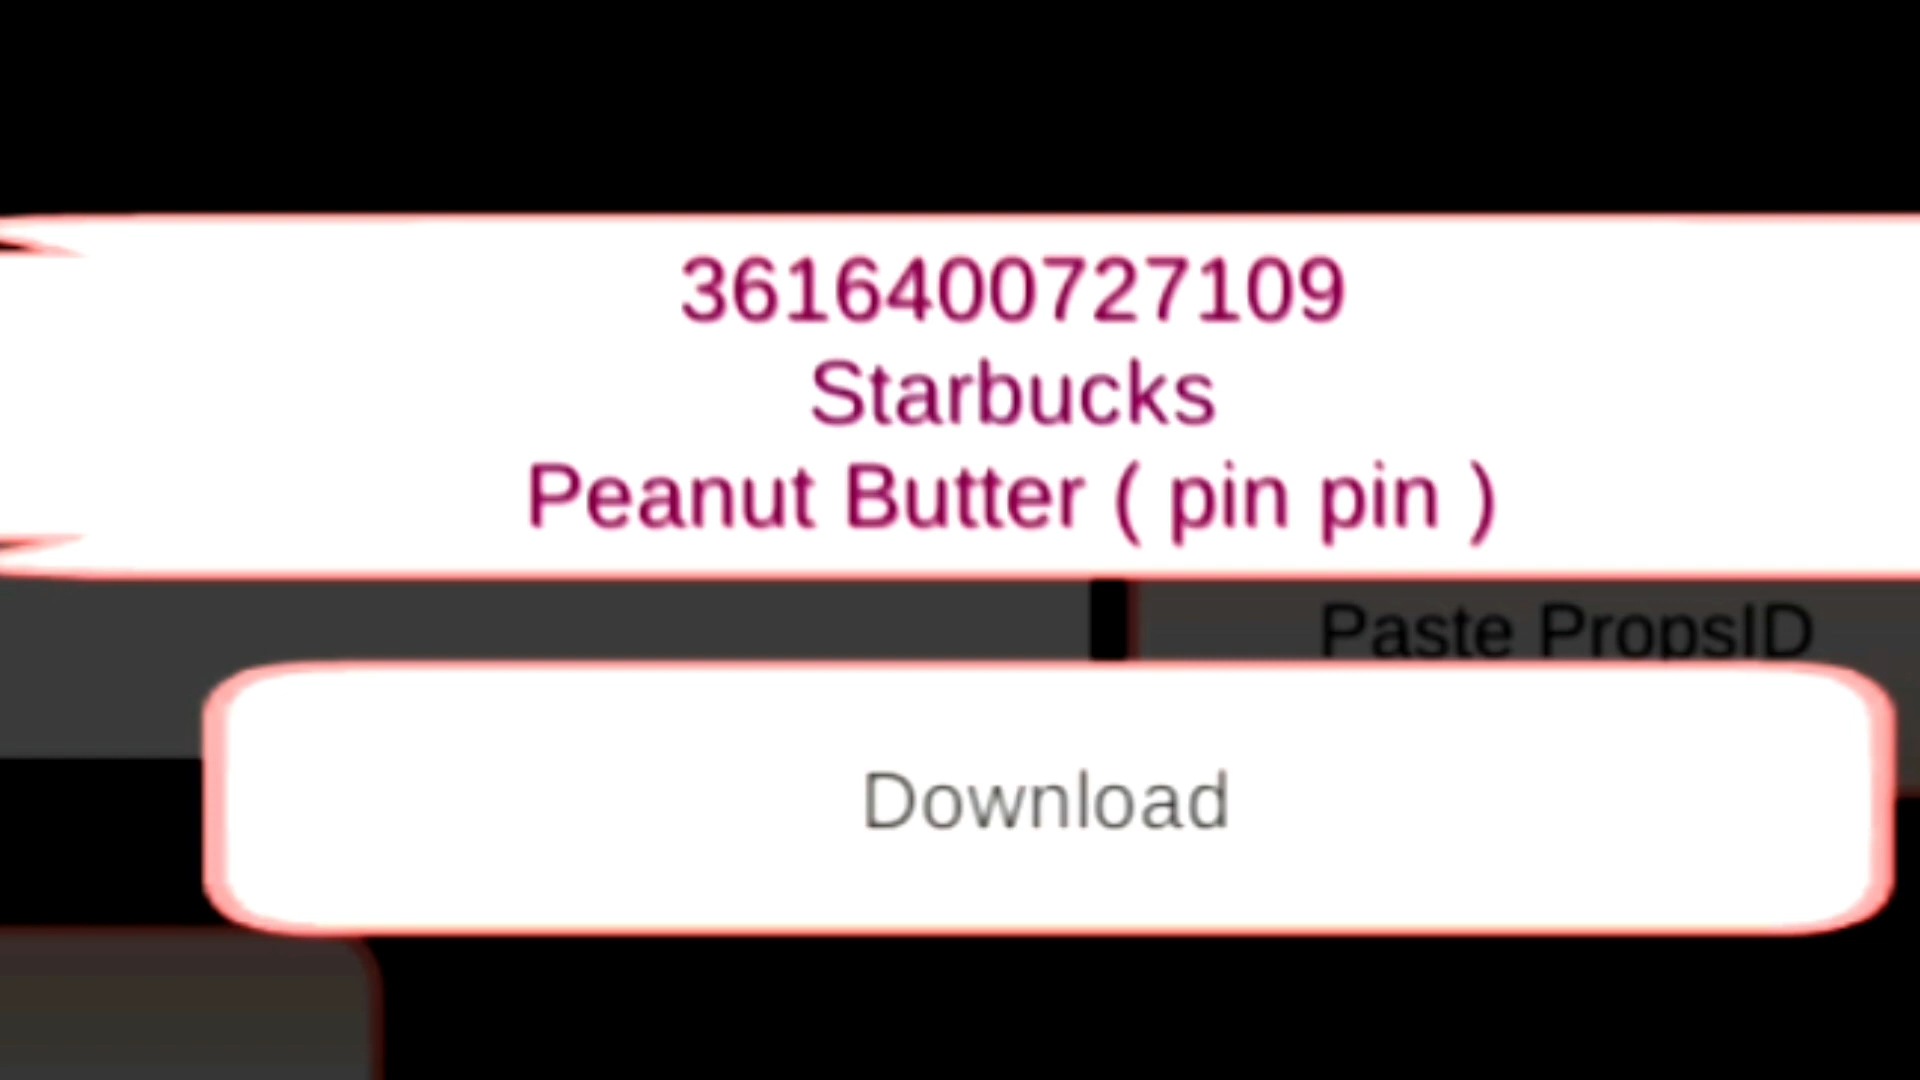 3616400727109
Starbucks
Peanut Butter ( pin pin )
Paste PropsID
Download